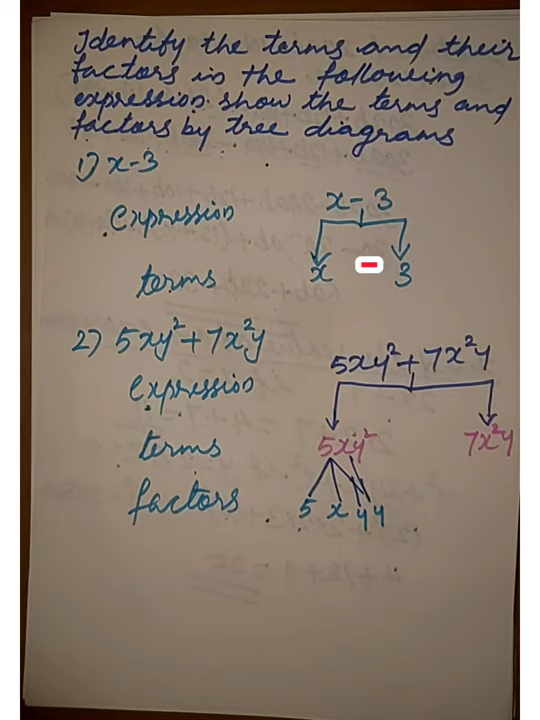 Identify the terms and their
factors in the following
expression. show the terms and
factors by tree diagrams
1) x-3
expression
x-3
x - 3
terms
2) 5xy²+7x²y
5xy²+7x²y
expression
terms
5xy² 7x²y
factors
5 x y y